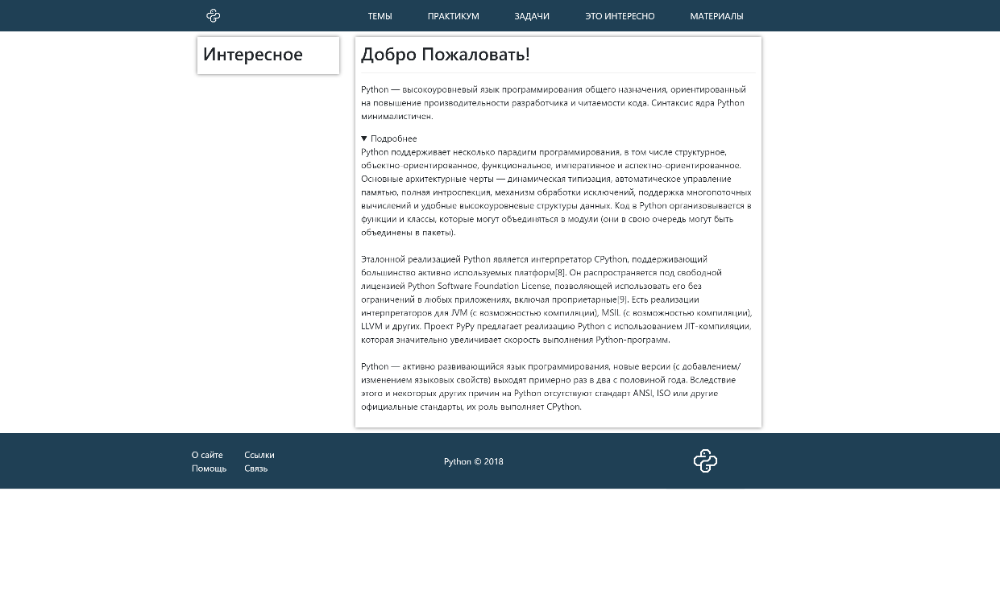 ТЕМЫ ПРАКТИКУМ ЗАДАЧИ ЭТО ИНТЕРЕСНО МАТЕРИАЛЫ
Интересное
Добро Пожаловать!
Python — высокоуровневый язык программирования общего назначения, ориентированный
на повышение производительности разработчика и читаемости кода. Синтаксис ядра Python
минималистичен.
▼ Подробнее
Python поддерживает несколько парадигм программирования, в том числе структурное,
объектно-ориентированное, функциональное, императивное и аспектно-ориентированное.
Основные архитектурные черты — динамическая типизация, автоматическое управление
памятью, полная интроспекция, механизм обработки исключений, поддержка многопоточных
вычислений и удобные высокоуровневые структуры данных. Код в Python организовывается в
функции и классы, которые могут объединяться в модули (они в свою очередь могут быть
объединены в пакеты).
Эталонной реализацией Python является интерпретатор CPython, поддерживающий
большинство активно используемых платформ[8]. Он распространяется под свободной
лицензией Python Software Foundation License, позволяющей использовать его без
ограничений в любых приложениях, включая проприетарные[9]. Есть реализации
интерпретаторов для JVM (с возможностью компиляции), MSIL (с возможностью компиляции),
LLVM и других. Проект PyPy предлагает реализацию Python с использованием JIT-компиляции,
которая значительно увеличивает скорость выполнения Python-программ.
Python — активно развивающийся язык программирования, новые версии (с добавлением/
изменением языковых свойств) выходят примерно раз в два с половиной года. Вследствие
этого и некоторых других причин на Python отсутствуют стандарт ANSI, ISO или другие
официальные стандарты, их роль выполняет CPython.
О сайте Ссылки
Помощь Связь
Python © 2018